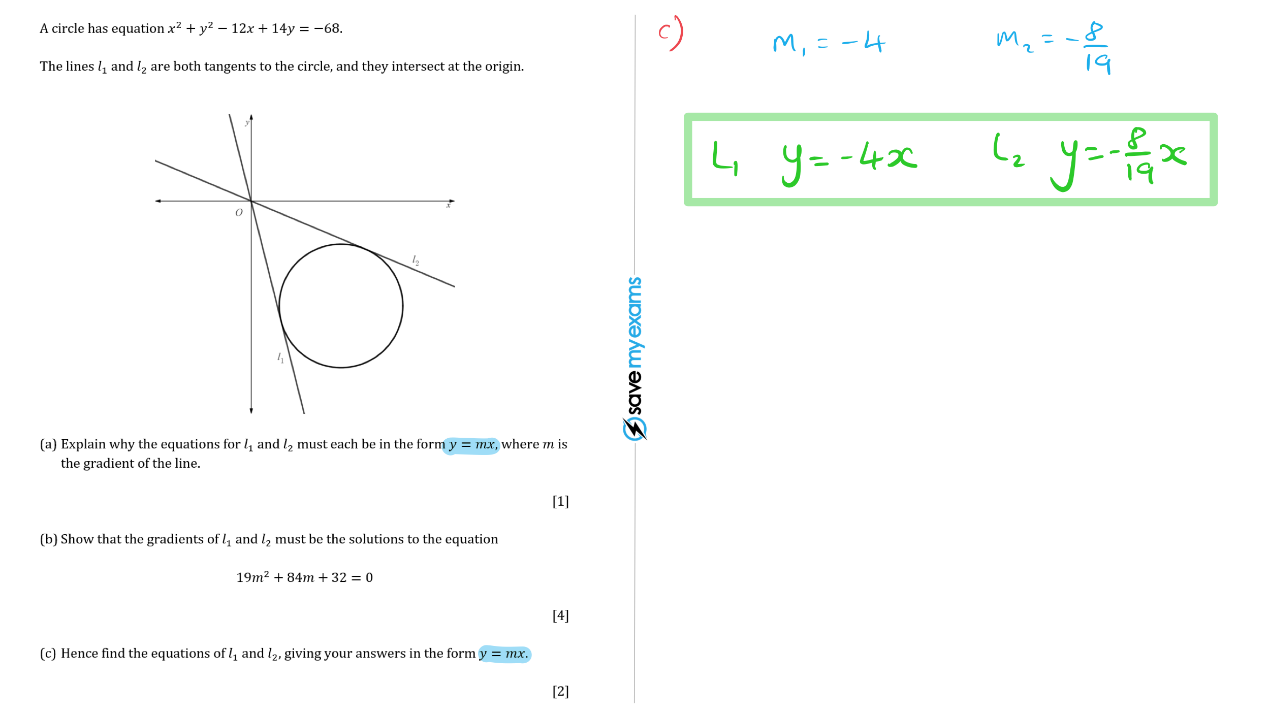 A circle has equation x² + y² − 12x + 14y = −68.
The lines l₁ and l₂ are both tangents to the circle, and they intersect at the origin.
y
O
x
l₂
l₁
(a) Explain why the equations for l₁ and l₂ must each be in the form y = mx, where m is
the gradient of the line.
[1]
(b) Show that the gradients of l₁ and l₂ must be the solutions to the equation
19m² + 84m + 32 = 0
[4]
(c) Hence find the equations of l₁ and l₂, giving your answers in the form y = mx.
[2]
save my exams
c) m₁ = −4 m₂ = −8/19
L₁ y = −4x L₂ y = −8/19 x